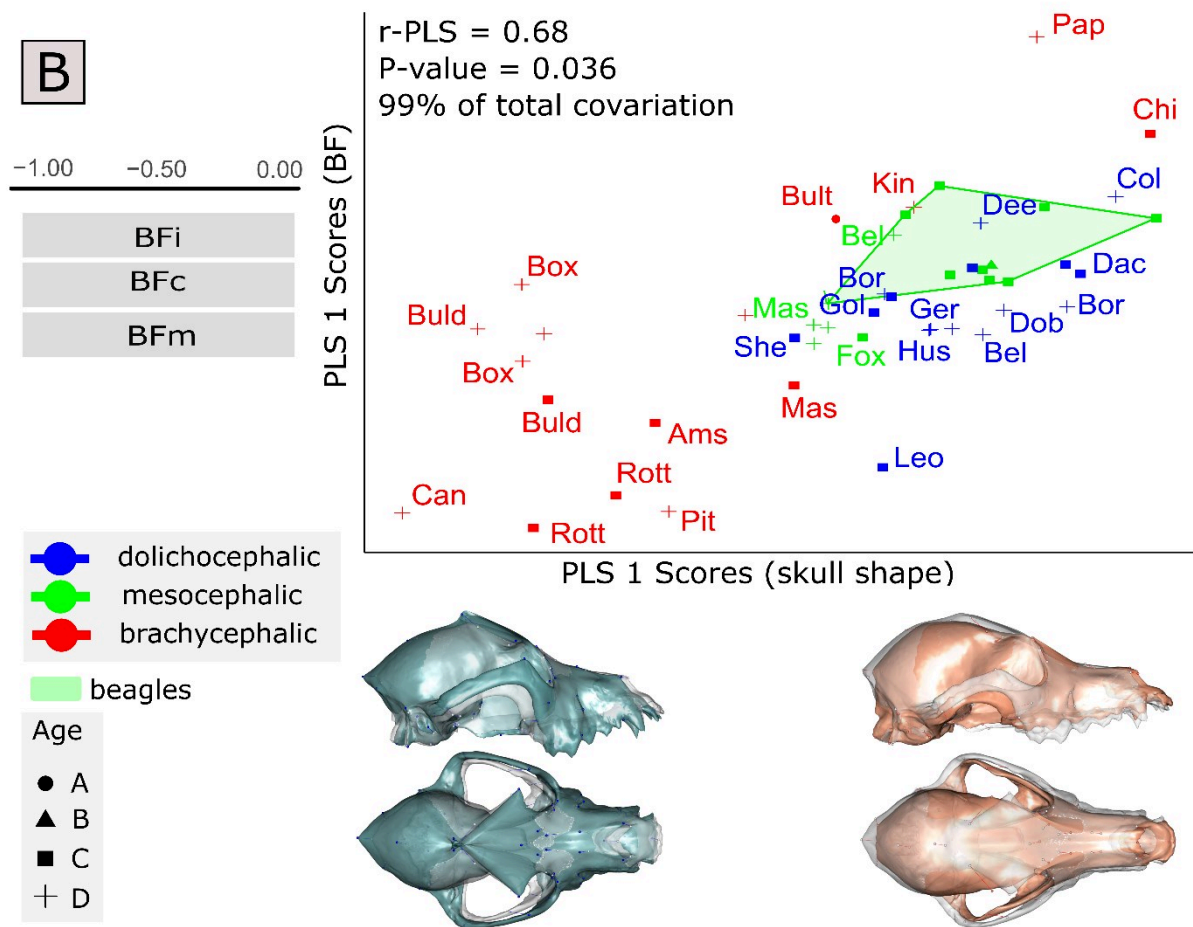 B
−1.00 −0.50 0.00
BFi
BFc
BFm
PLS 1 Scores (BF)
r-PLS = 0.68
P-value = 0.036
99% of total covariation
Pap
Chi
Col
Kin
Bult
Dee
Bel
Box
Bor
Dac
Buld
Mas
Gol
Ger
Bor
Dob
She
Fox
Hus
Bel
Box
Buld
Mas
Ams
Leo
Rott
Can
Pit
Rott
PLS 1 Scores (skull shape)
dolichocephalic
mesocephalic
brachycephalic
beagles
Age
A
B
C
D